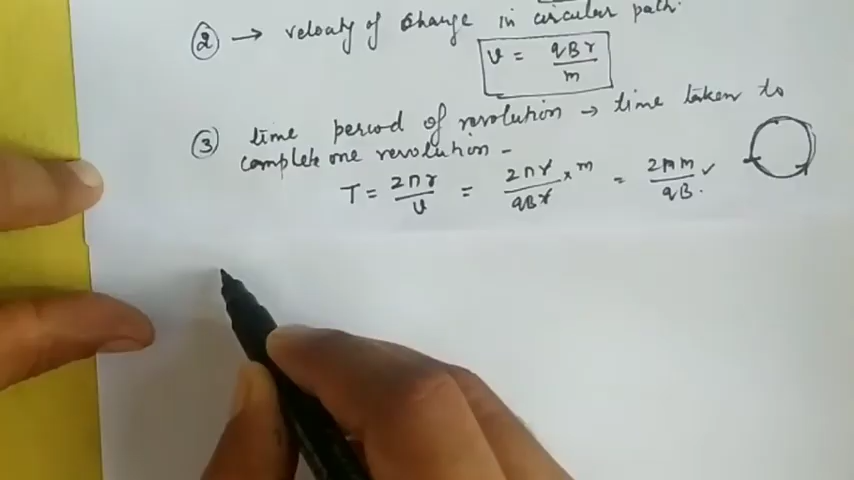 ② → velocity of charge in circular path.
v = qBr/m
③ time period of revolution → time taken to
complete one revolution -
T = 2πr/v = 2πr/qBr × m = 2πm/qB.